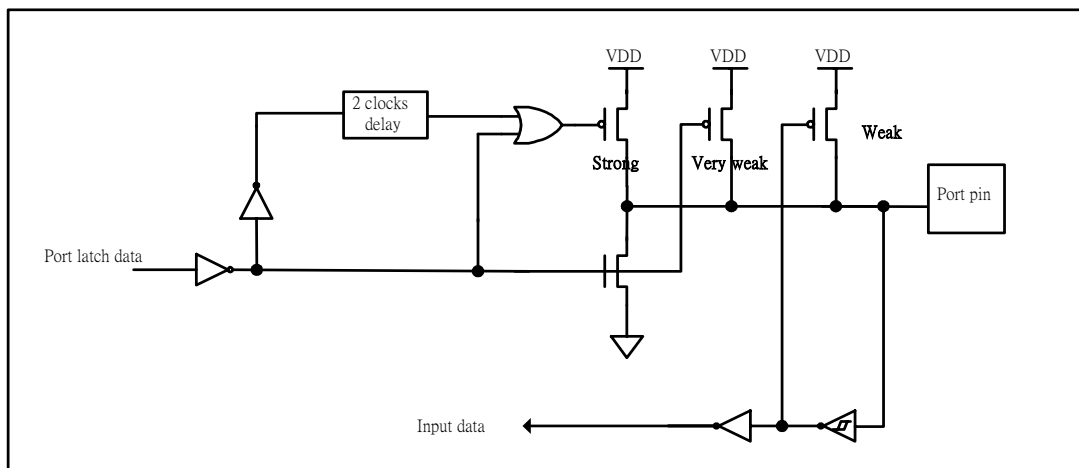 VDD
VDD
VDD
2 clocks
delay
Weak
Strong
Very weak
Port pin
Port latch data
Input data